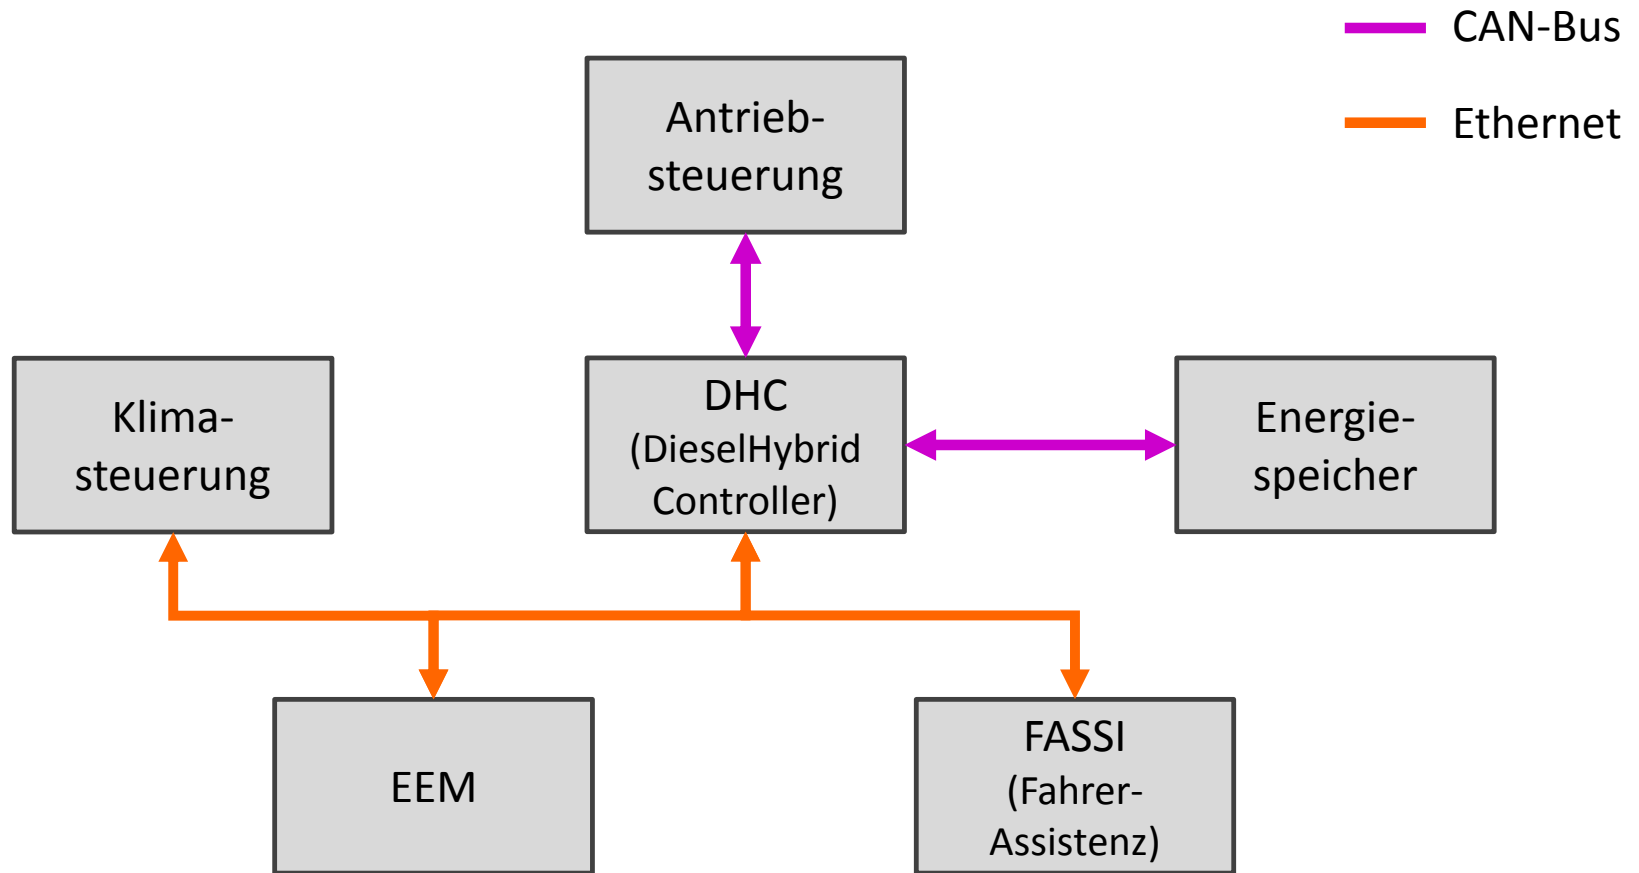 CAN-Bus
Ethernet
Antrieb-
steuerung
Klima-
steuerung
DHC
(DieselHybrid
Controller)
Energie-
speicher
EEM
FASSI
(Fahrer-
Assistenz)